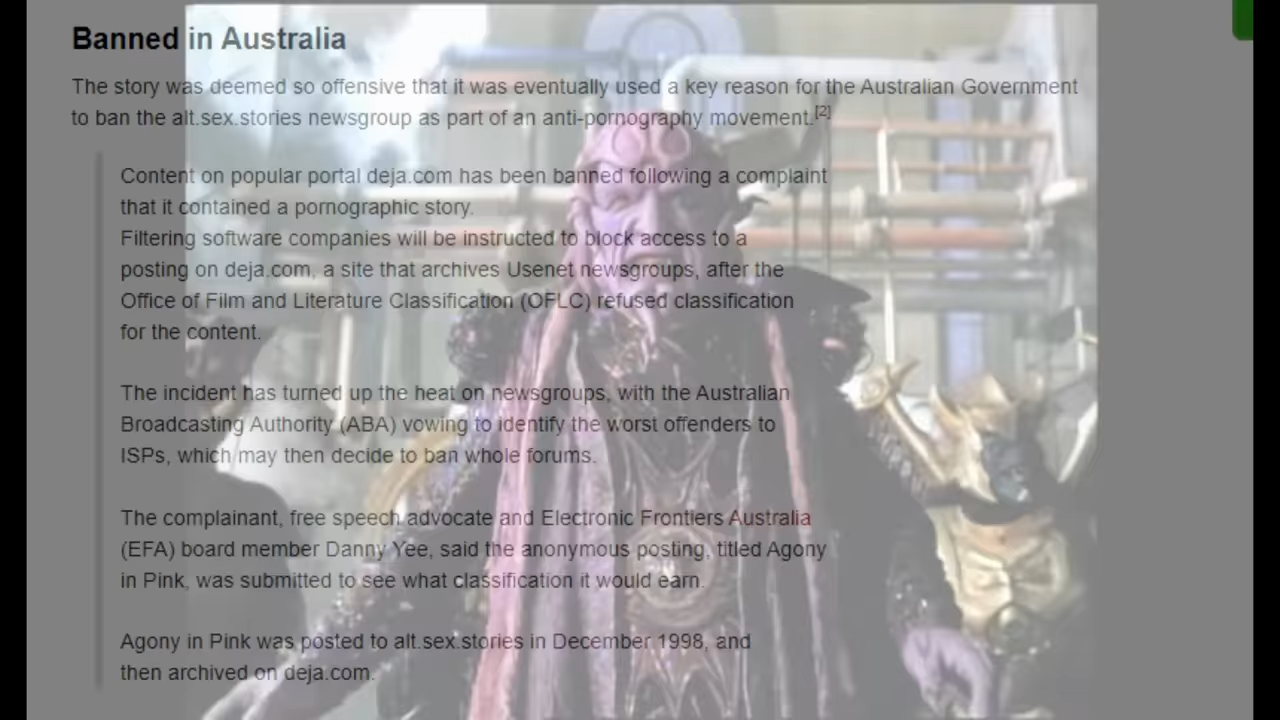 Banned in Australia
The story was deemed so offensive that it was eventually used a key reason for the Australian Government
to ban the alt.sex.stories newsgroup as part of an anti-pornography movement.[2]
Content on popular portal deja.com has been banned following a complaint
that it contained a pornographic story.
Filtering software companies will be instructed to block access to a
posting on deja.com, a site that archives Usenet newsgroups, after the
Office of Film and Literature Classification (OFLC) refused classification
for the content.
The incident has turned up the heat on newsgroups, with the Australian
Broadcasting Authority (ABA) vowing to identify the worst offenders to
ISPs, which may then decide to ban whole forums.
The complainant, free speech advocate and Electronic Frontiers Australia
(EFA) board member Danny Yee, said the anonymous posting, titled Agony
in Pink, was submitted to see what classification it would earn.
Agony in Pink was posted to alt.sex.stories in December 1998, and
then archived on deja.com.